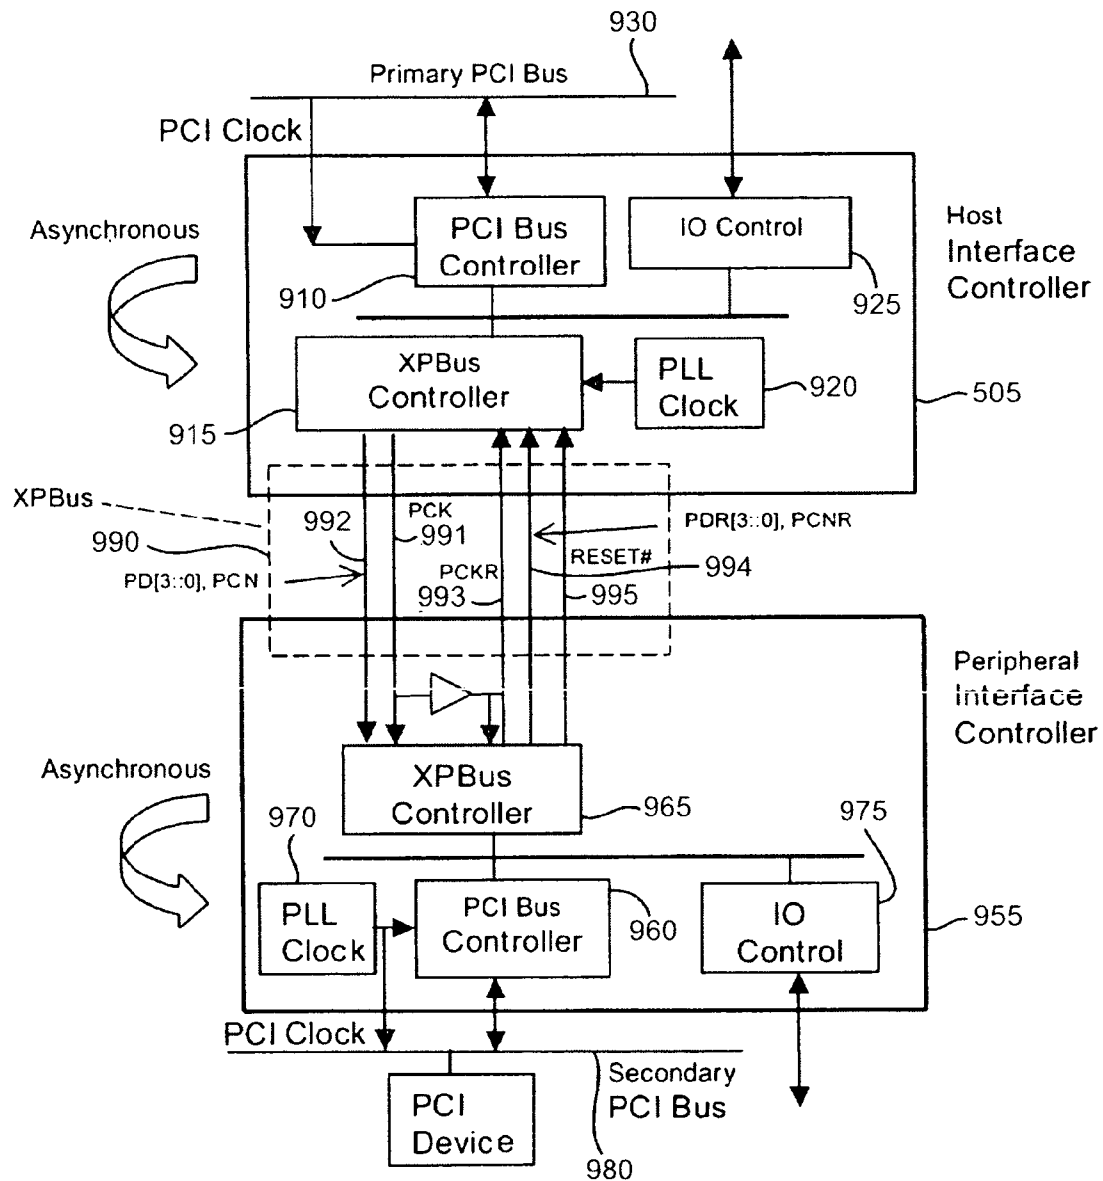 930
Primary PCI Bus
PCI Clock
Asynchronous
PCI Bus
Controller
910
IO Control
925
Host
Interface
Controller
XPBus
Controller
915
PLL
Clock
920
505
XPBus
990
992
PCK
991
PD[3::0], PCN
PCKR
993
PDR[3::0], PCNR
RESET#
994
995
Peripheral
Interface
Controller
Asynchronous
XPBus
Controller
965
970
975
PLL
Clock
PCI Bus
Controller
960
IO
Control
955
PCI Clock
Secondary
PCI Bus
PCI
Device
980